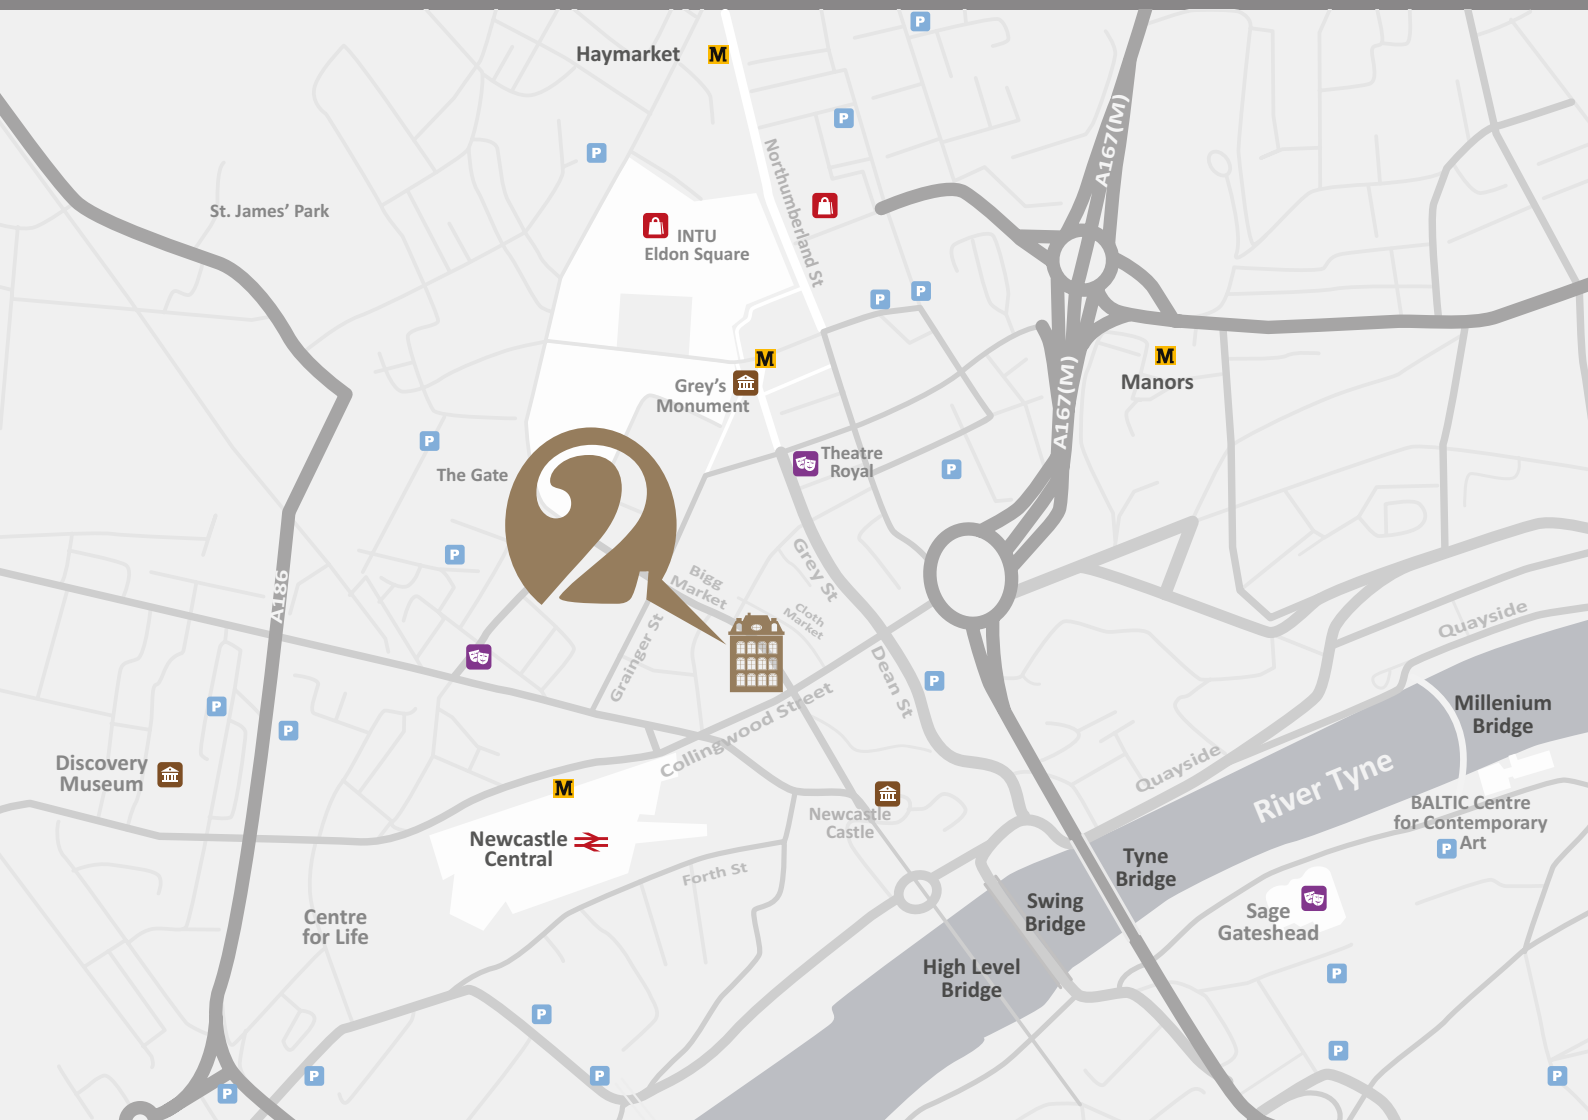 Haymarket
M
P
P
P
A167(M)
Northumberland St
St. James’ Park
INTU
Eldon Square
P
P
M
M
Manors
Grey’s
Monument
A167(M)
P
The Gate
Theatre
Royal
P
2
P
Bigg
Market
Grey St
Cloth
Market
A186
Grainger St
Dean St
Quayside
P
Collingwood Street
P
P
Millenium
Bridge
Discovery
Museum
M
Quayside
River Tyne
Newcastle
Castle
BALTIC Centre
for Contemporary
Art
P
Newcastle
Central
Forth St
Tyne
Bridge
Swing
Bridge
Sage
Gateshead
Centre
for Life
High Level
Bridge
P
P
P
P
P
P
P